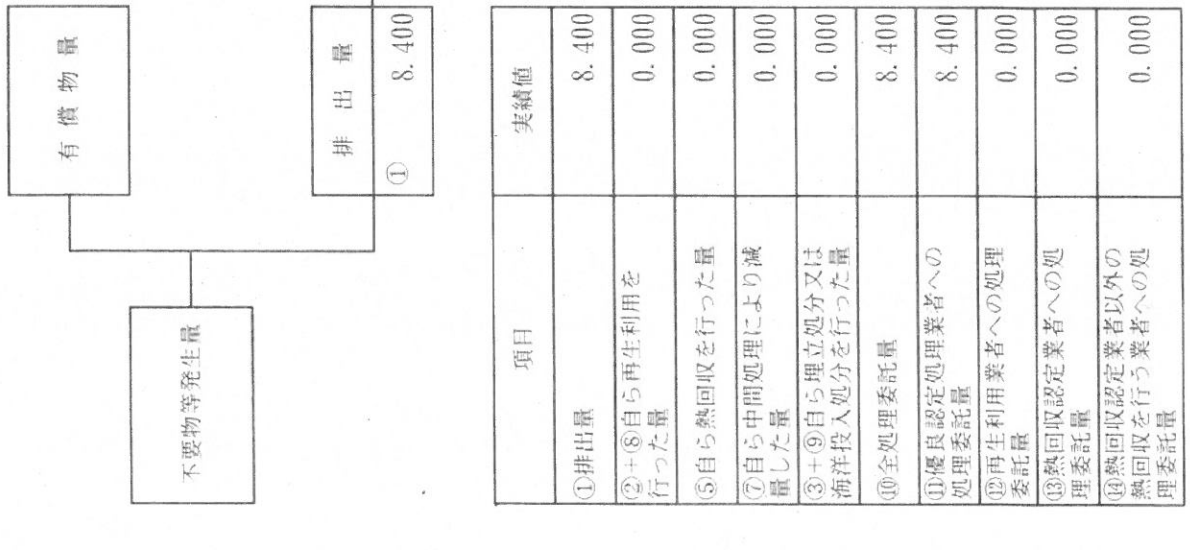 有償物量
不要物等発生量
排出量
① 8.400
項目 実績値
①排出量 8.400
②+⑧自ら再生利用を
行った量 0.000
⑤自ら熱回収を行った量 0.000
⑦自ら中間処理により減
量した量 0.000
③+⑨自ら埋立処分又は
海洋投入処分を行った量 0.000
⑩全処理委託量 8.400
⑪優良認定処理業者への
処理委託量 8.400
⑫再生利用業者への処理
委託量 0.000
⑬熱回収認定業者への処
理委託量 0.000
⑭熱回収認定業者以外の
熱回収を行う業者への処
理委託量 0.000